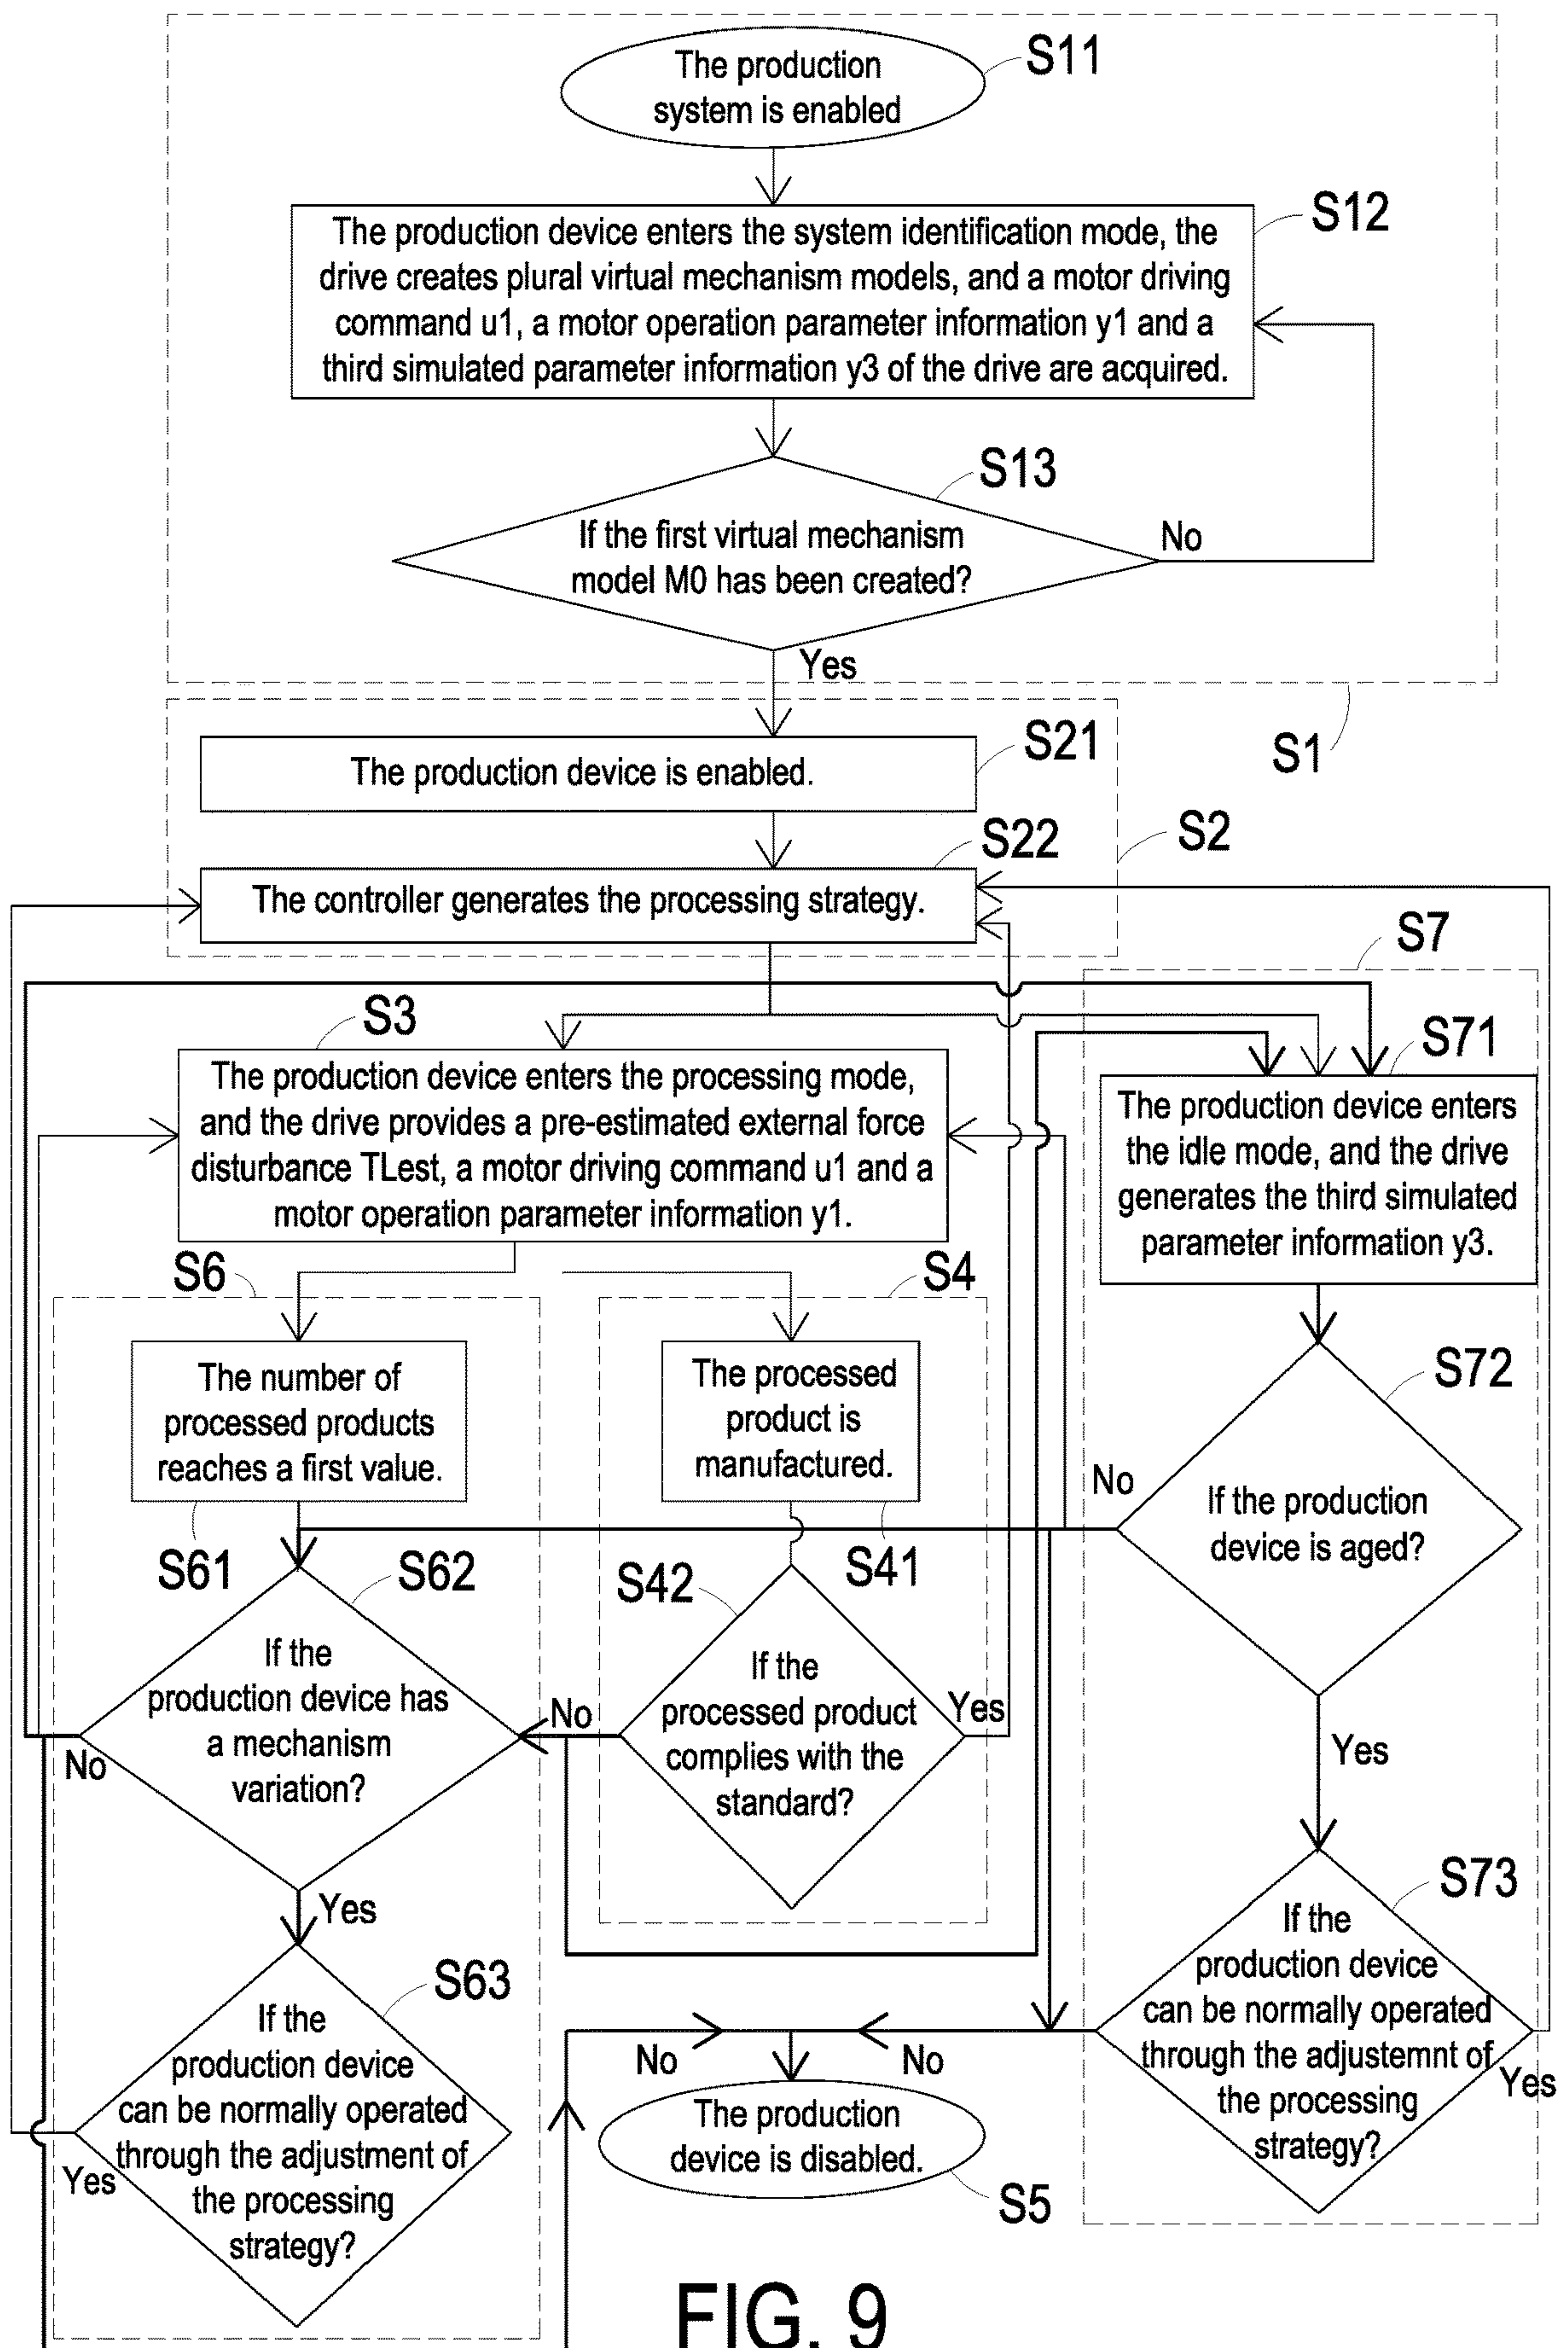 The production
system is enabled
S11
The production device enters the system identification mode, the
drive creates plural virtual mechanism models, and a motor driving
command u1, a motor operation parameter information y1 and a
third simulated parameter information y3 of the drive are acquired.
S12
S13
If the first virtual mechanism
model M0 has been created?
No
Yes
S1
The production device is enabled.
S21
S2
S22
The controller generates the processing strategy.
S7
S3
The production device enters the processing mode,
and the drive provides a pre-estimated external force
disturbance TLest, a motor driving command u1 and a
motor operation parameter information y1.
S71
The production device enters
the idle mode, and the drive
generates the third simulated
parameter information y3.
S6
S4
The number of
processed products
reaches a first value.
S61
The processed
product is
manufactured.
S41
S72
If the production
device is aged?
No
Yes
S62
If the
production device has
a mechanism
variation?
No
Yes
S42
If the
processed product
complies with the
standard?
No
Yes
S73
If the
production device
can be normally operated
through the adjustemnt of
the processing
strategy?
Yes
No
S63
If the
production device
can be normally operated
through the adjustment of
the processing
strategy?
Yes
No
The production
device is disabled.
S5
FIG. 9